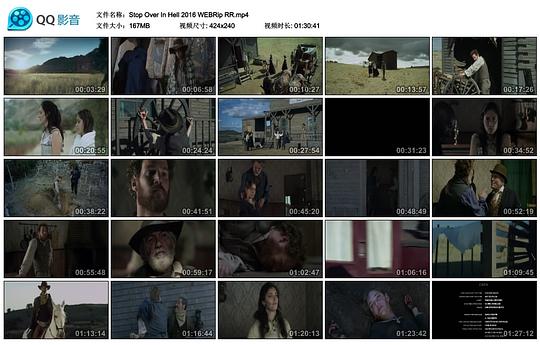 QQ影音
文件名称：Stop Over In Hell 2016 WEBRip RR.mp4
文件大小：167MB 视频尺寸: 424x240 视频时长: 01:30:41
00:03:29 00:06:58 00:10:27 00:13:57 00:17:26
00:20:55 00:24:24 00:27:54 00:31:23 00:34:52
00:38:22 00:41:51 00:45:20 00:48:49 00:52:19
00:55:48 00:59:17 01:02:47 01:06:16 01:09:45
01:13:14 01:16:44 01:20:13 01:23:42 01:27:12